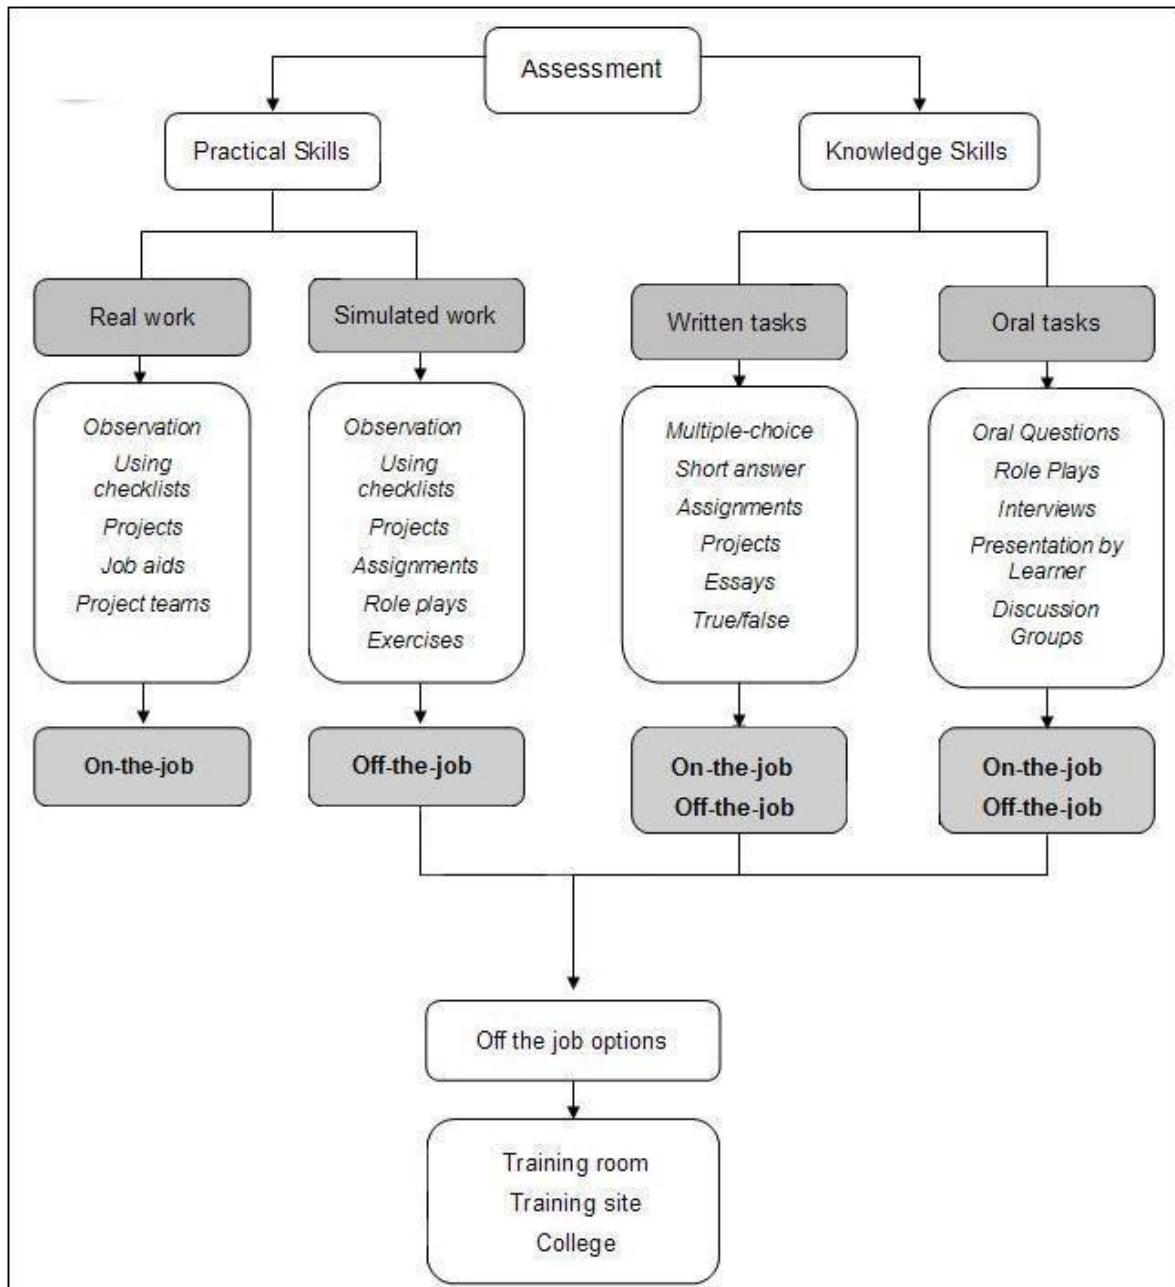 Assessment
Practical Skills
Knowledge Skills
Real work
Simulated work
Written tasks
Oral tasks
Observation
Using
checklists
Projects
Job aids
Project teams
Observation
Using
checklists
Projects
Assignments
Role plays
Exercises
Multiple-choice
Short answer
Assignments
Projects
Essays
True/false
Oral Questions
Role Plays
Interviews
Presentation by
Learner
Discussion
Groups
On-the-job
Off-the-job
On-the-job
Off-the-job
On-the-job
Off-the-job
Off the job options
Training room
Training site
College